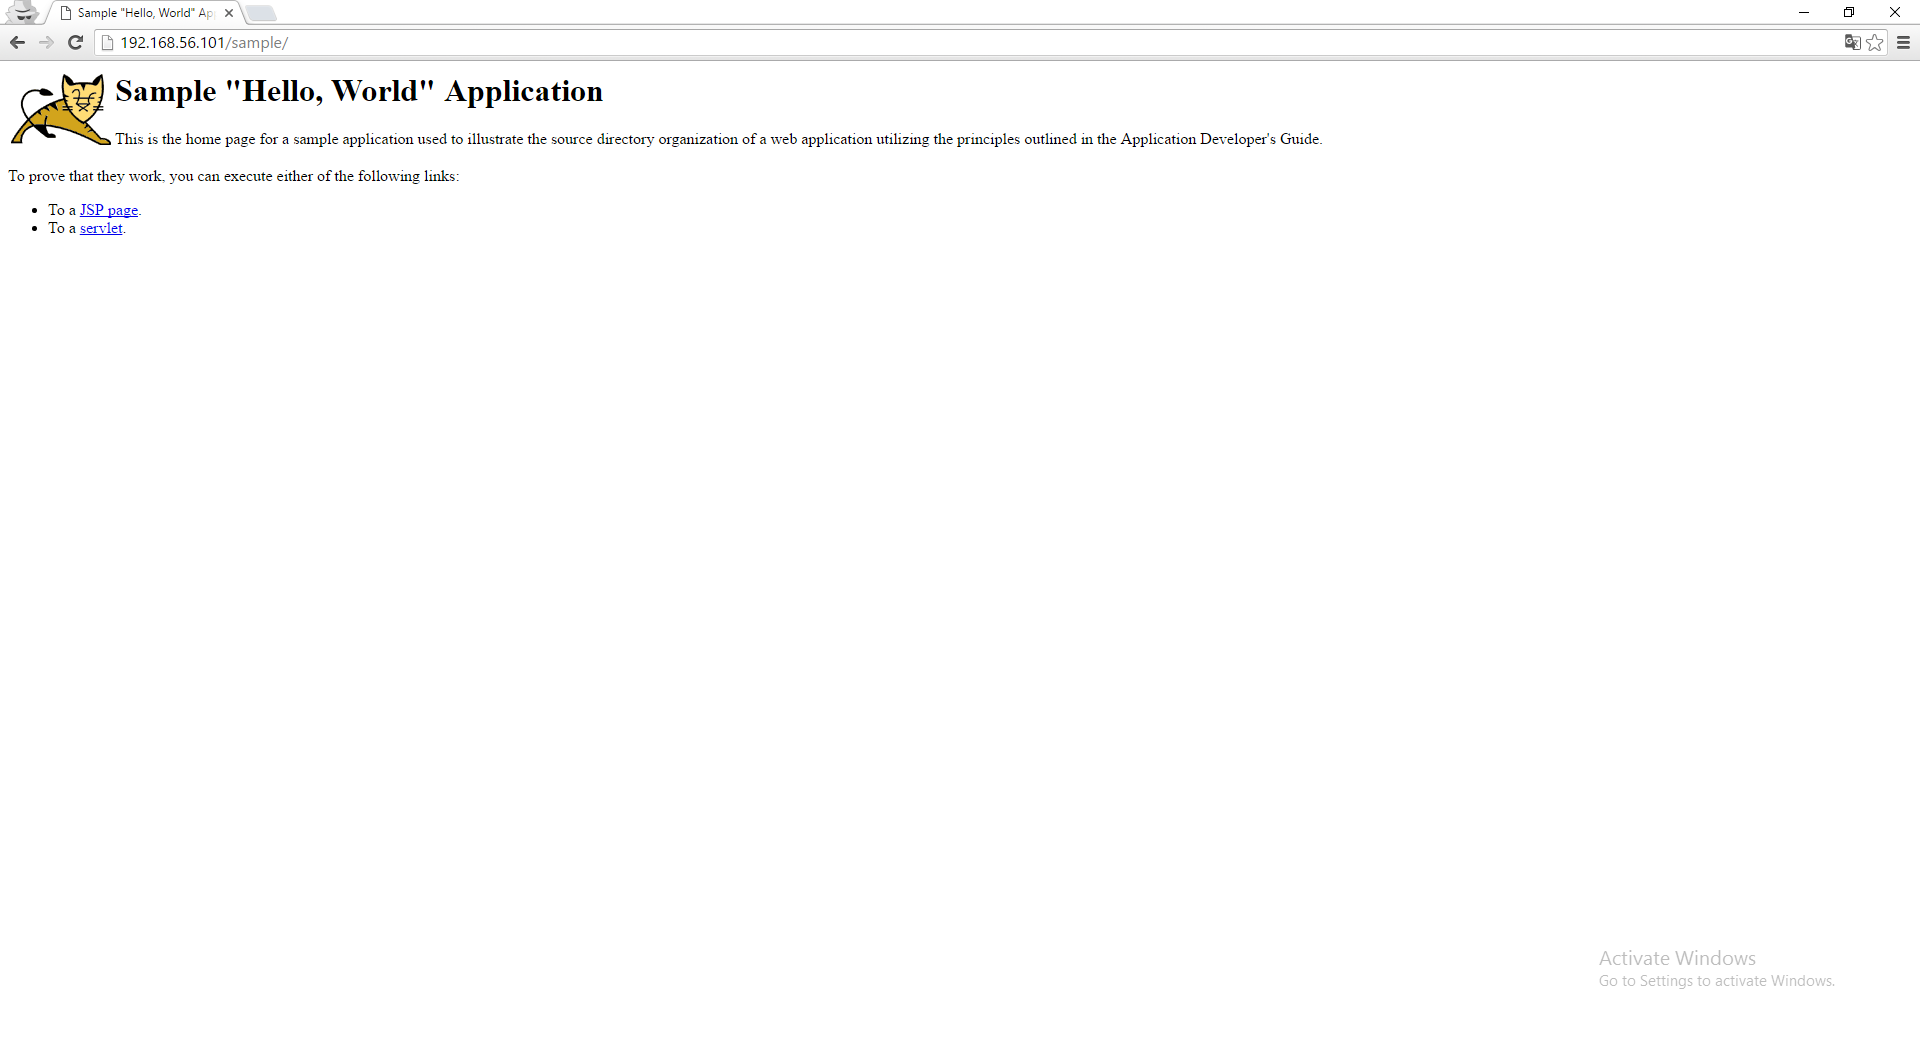 Sample "Hello, World" Ap
192.168.56.101/sample/
Sample "Hello, World" Application
This is the home page for a sample application used to illustrate the source directory organization of a web application utilizing the principles outlined in the Application Developer's Guide.
To prove that they work, you can execute either of the following links:
• To a JSP page.
• To a servlet.
Activate Windows
Go to Settings to activate Windows.